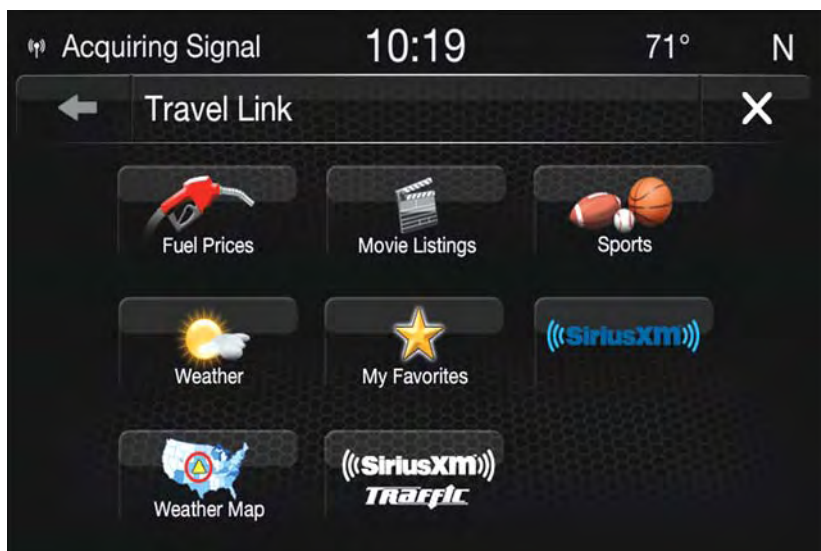 Acquiring Signal 10:19 71° N
Travel Link
Fuel Prices Movie Listings Sports
Weather My Favorites ((SiriusXM))
Weather Map ((SiriusXM))
Traffic